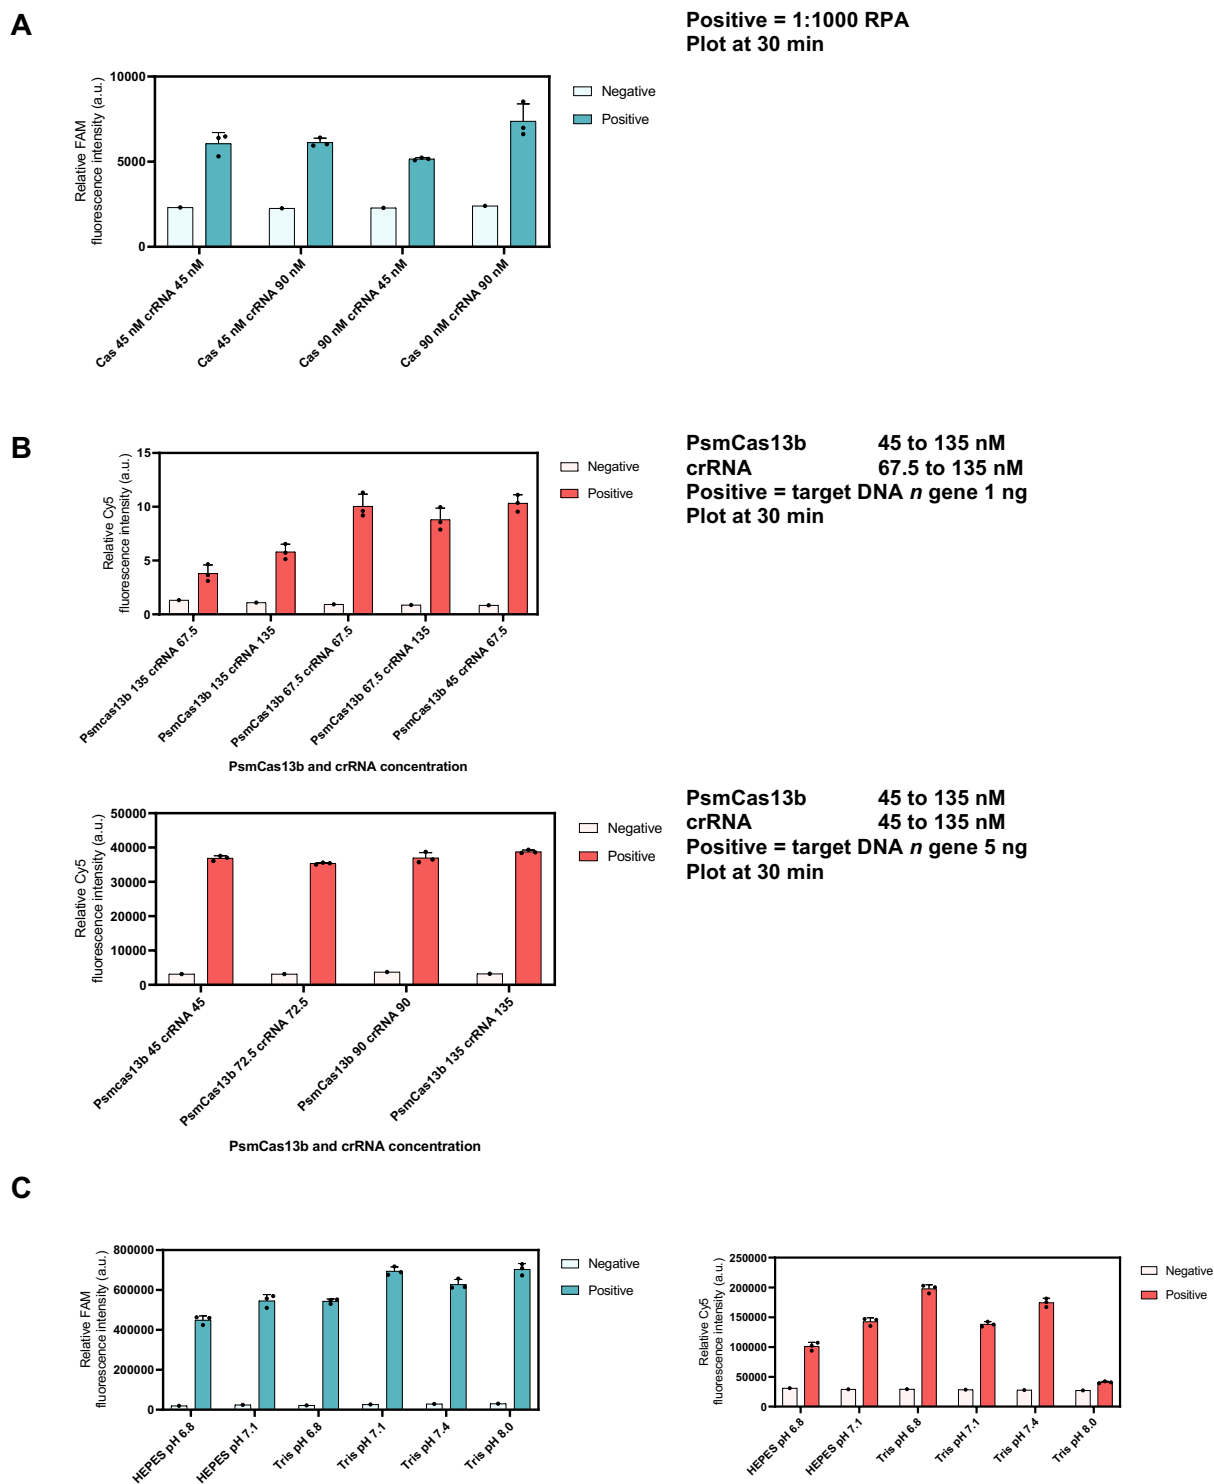 A
Positive = 1:1000 RPA
Plot at 30 min
Relative FAM
fluorescence intensity (a.u.)
10000
5000
0
Negative
Positive
Cas 45 nM crRNA 45 nM
Cas 45 nM crRNA 90 nM
Cas 90 nM crRNA 45 nM
Cas 90 nM crRNA 90 nM
B
Relative Cy5
fluorescence intensity (a.u.)
15
10
5
0
Negative
Positive
Psmcas13b 135 crRNA 67.5
PsmCas13b 135 crRNA 135
PsmCas13b 67.5 crRNA 67.5
PsmCas13b 67.5 crRNA 135
PsmCas13b 45 crRNA 67.5
PsmCas13b and crRNA concentration
PsmCas13b 45 to 135 nM
crRNA 67.5 to 135 nM
Positive = target DNA n gene 1 ng
Plot at 30 min
Relative Cy5
fluorescence intensity (a.u.)
50000
40000
30000
20000
10000
0
Negative
Positive
Psmcas13b 45 crRNA 45
PsmCas13b 72.5 crRNA 72.5
PsmCas13b 90 crRNA 90
PsmCas13b 135 crRNA 135
PsmCas13b and crRNA concentration
PsmCas13b 45 to 135 nM
crRNA 45 to 135 nM
Positive = target DNA n gene 5 ng
Plot at 30 min
C
Relative FAM
fluorescence intensity (a.u.)
800000
600000
400000
200000
0
Negative
Positive
HEPES pH 6.8
HEPES pH 7.1
Tris pH 6.8
Tris pH 7.1
Tris pH 7.4
Tris pH 8.0
Relative Cy5
fluorescence intensity (a.u.)
250000
200000
150000
100000
50000
0
Negative
Positive
HEPES pH 6.8
HEPES pH 7.1
Tris pH 6.8
Tris pH 7.1
Tris pH 7.4
Tris pH 8.0